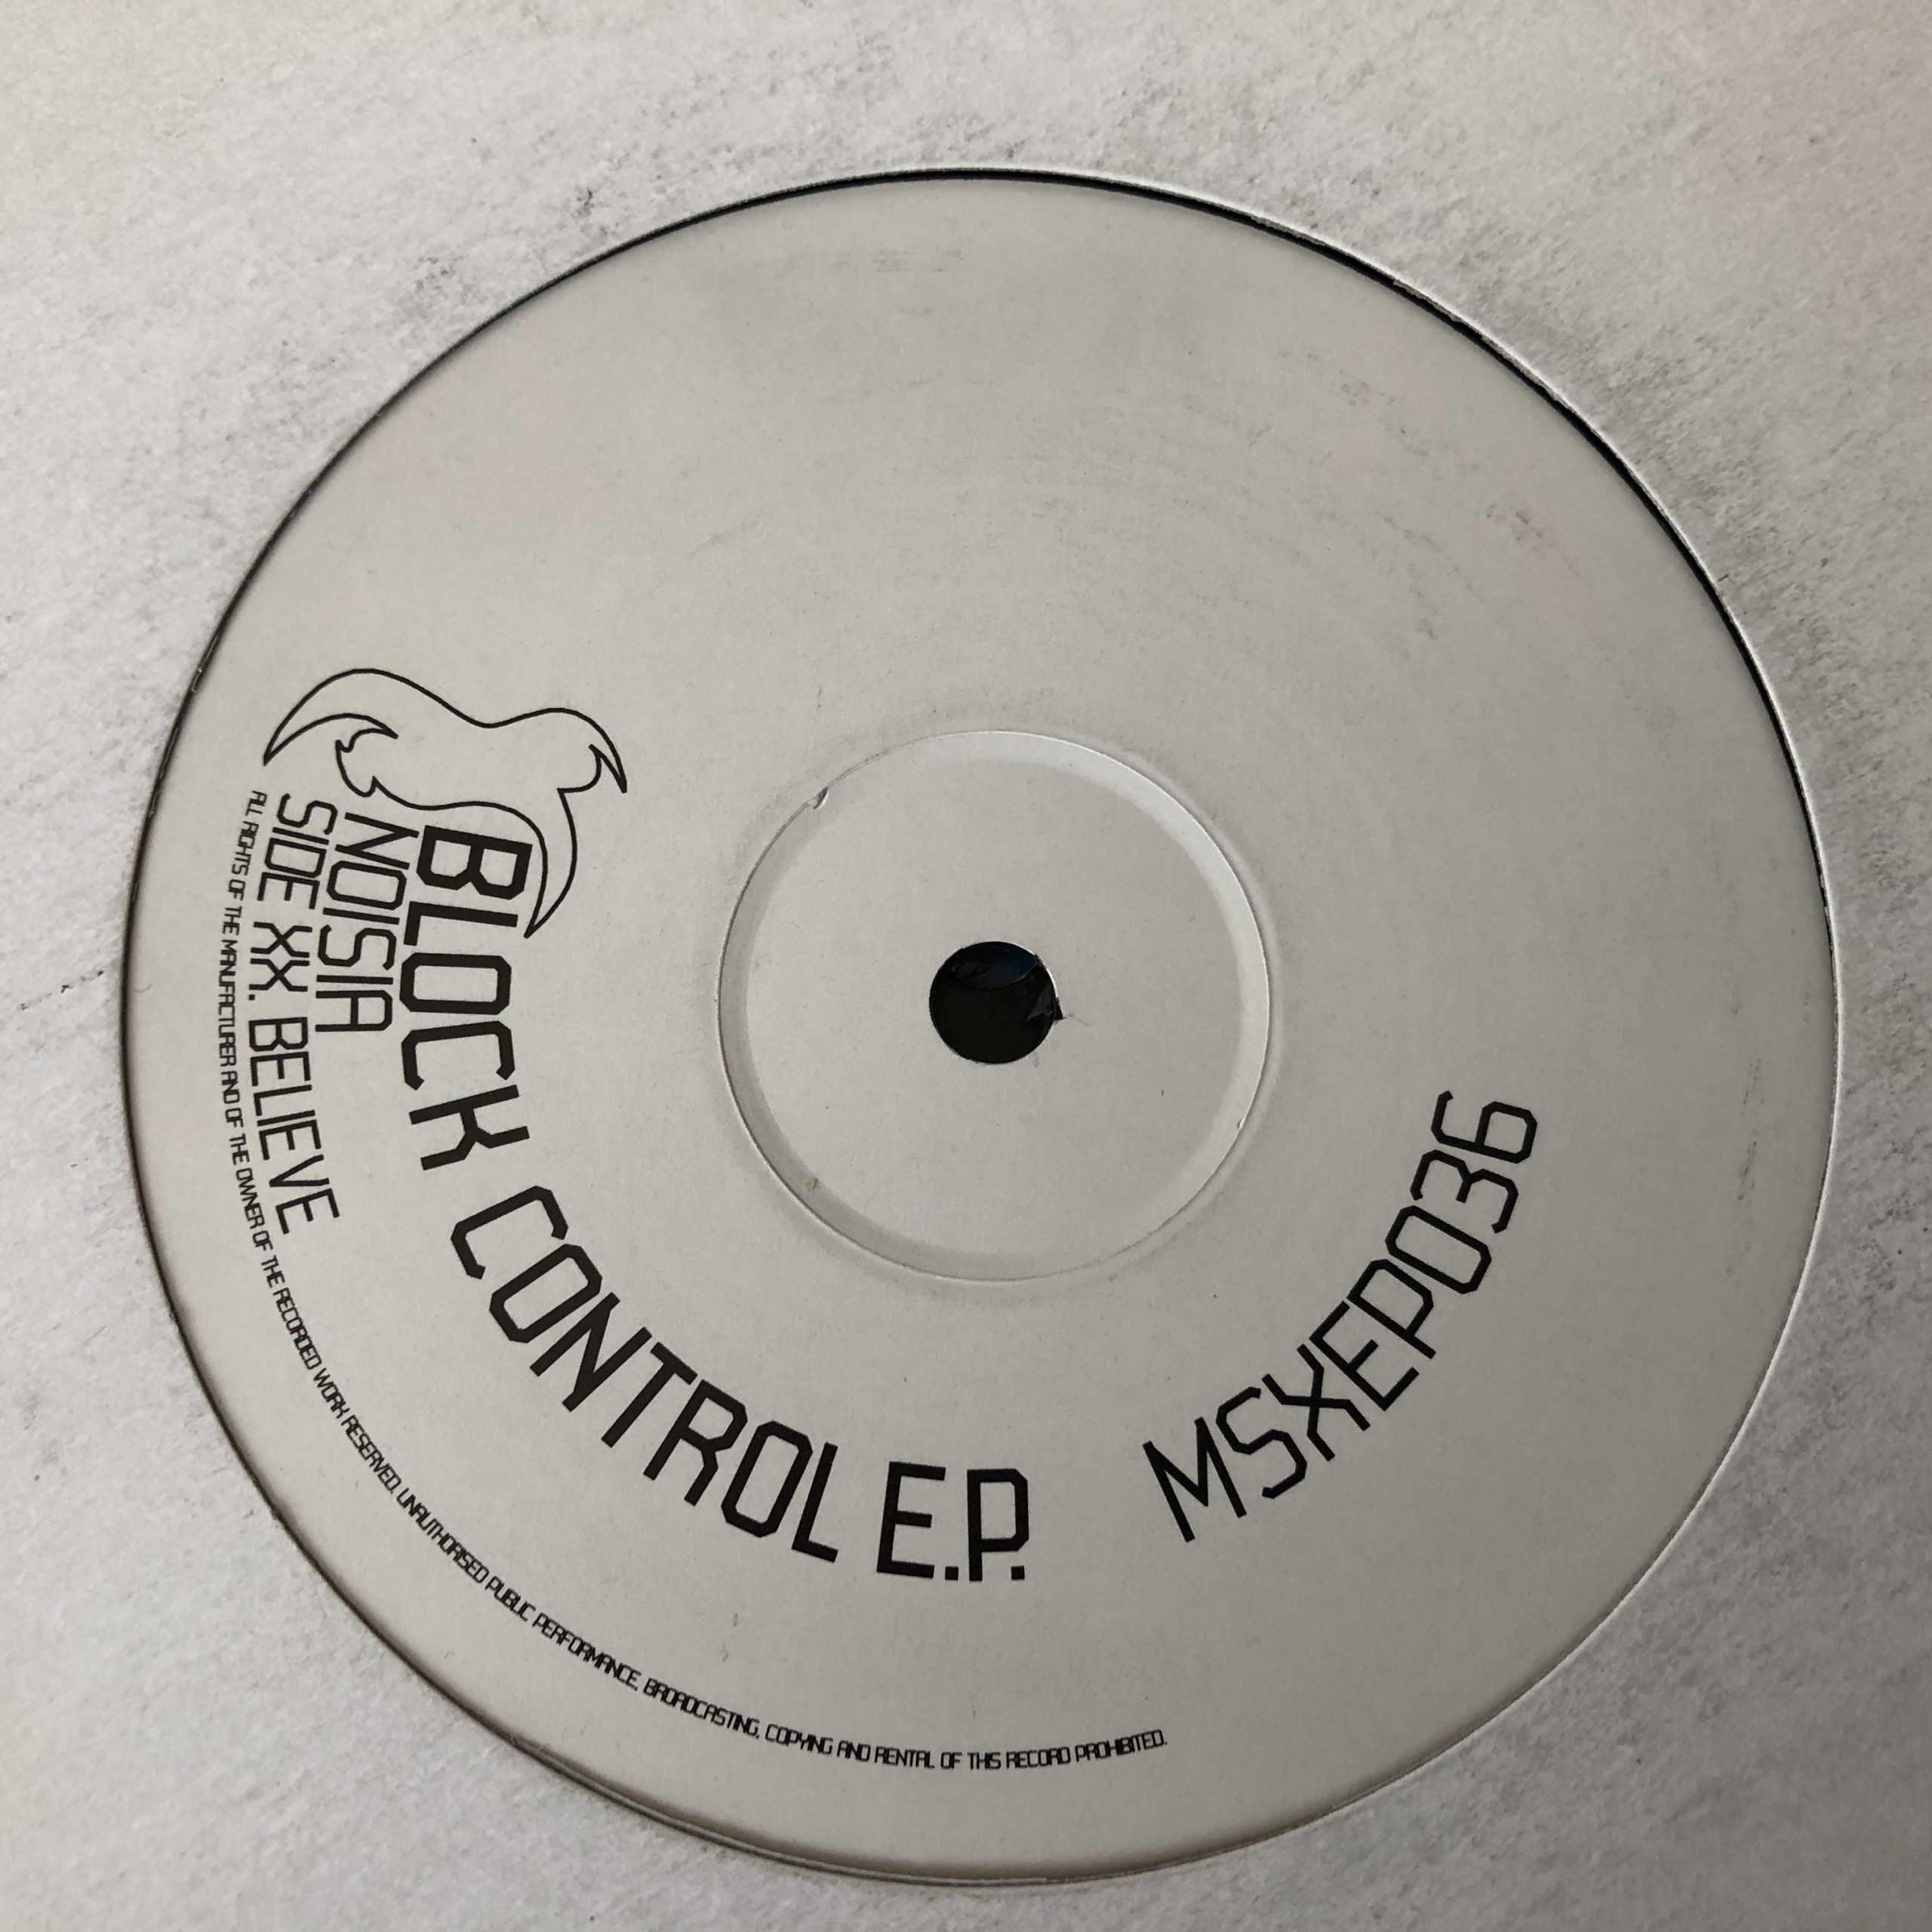 BLOCK CONTROL E.P.
NOISIA
SIDE XX. BELIEVE
MSXEP036
ALL RIGHTS OF THE MANUFACTURER AND OF THE OWNER OF THE RECORDED WORK RESERVED. UNAUTHORISED PUBLIC PERFORMANCE, BROADCASTING, COPYING AND RENTAL OF THIS RECORD PROHIBITED.